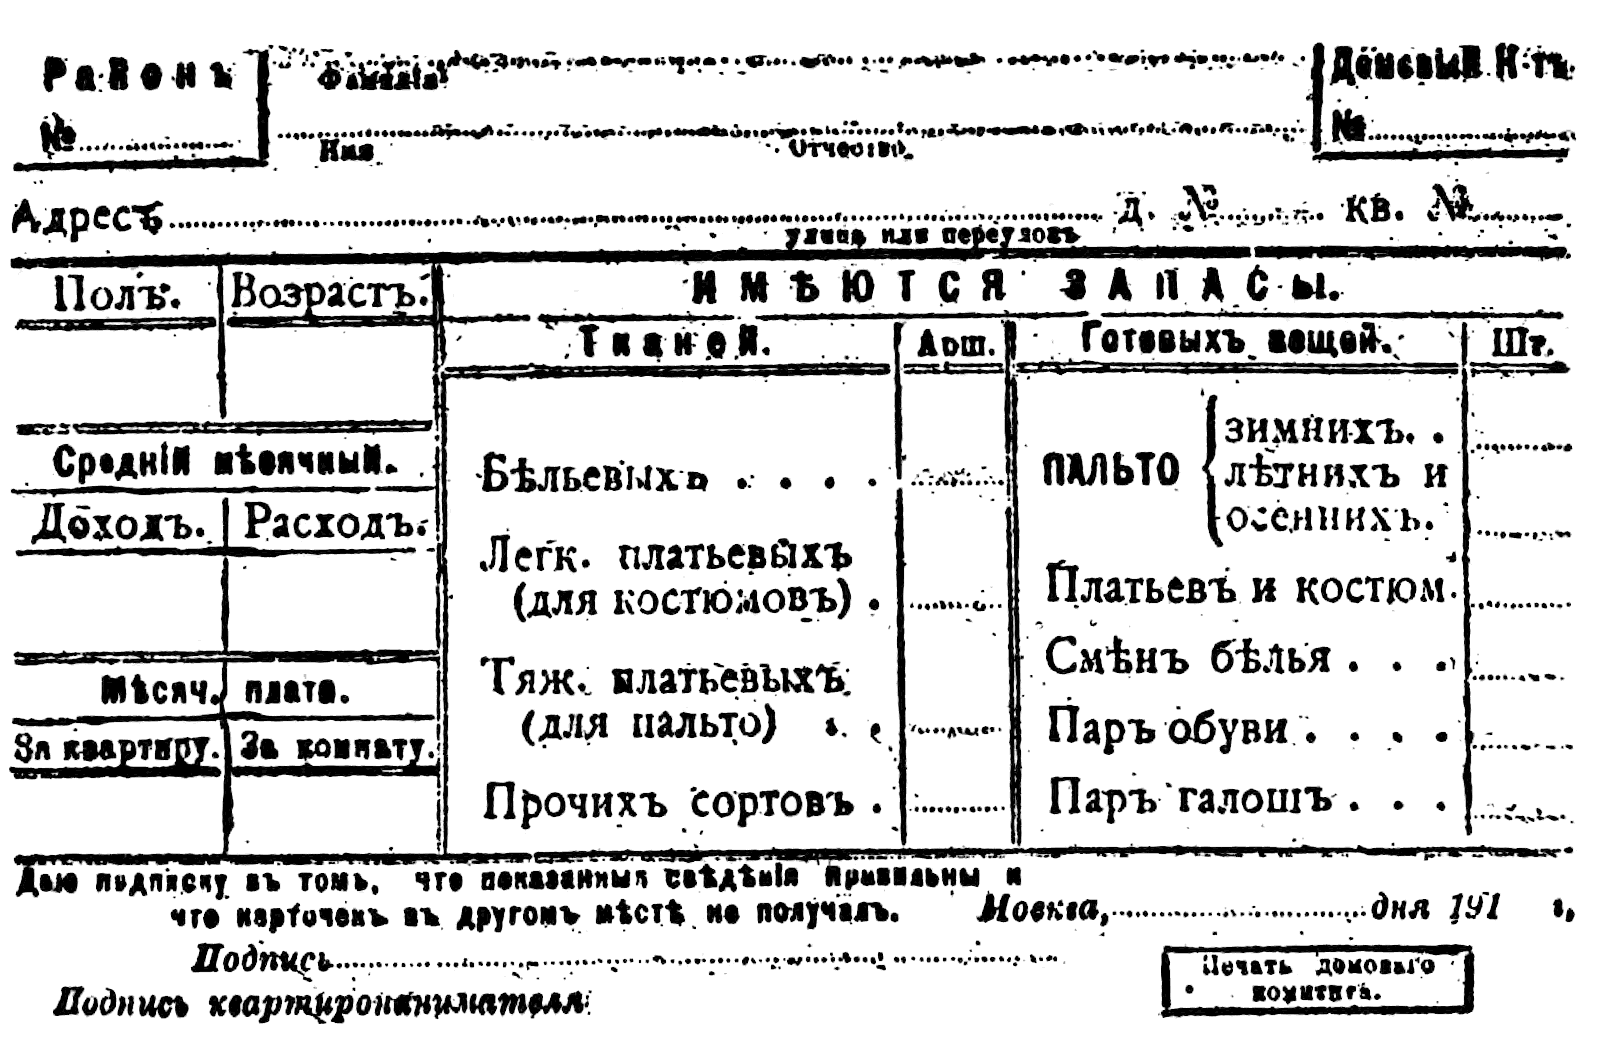 Районъ
№
Фамилія
Имя
Отчество.
Домовый К-тъ
№
Адресъ д. № кв. №
улица или переулокъ
Полъ. Возрастъ.
ИМѢЮТСЯ ЗАПАСЫ.
Тканей. Арш. Готовыхъ вещей. Шт.
Средній мѣсячный.
Доходъ. Расходъ.
Мѣсяч. плата.
За квартиру. За комнату.
Бѣльевыхъ . . . .
Легк. платьевыхъ
(для костюмовъ) .
Тяж. платьевыхъ
(для пальто) . .
Прочихъ сортовъ .
ПАЛЬТО
зимнихъ. .
лѣтнихъ и
осеннихъ.
Платьевъ и костюм.
Смѣнъ бѣлья . . .
Паръ обуви . . . .
Паръ галошъ . . .
Даю подписку въ томъ, что показанныя свѣдѣнія правильны и
что карточекъ въ другомъ мѣстѣ не получалъ.
Москва, дня 191 г.
Подпись
Подпись квартиронанимателя
Печать домоваго
комитета.